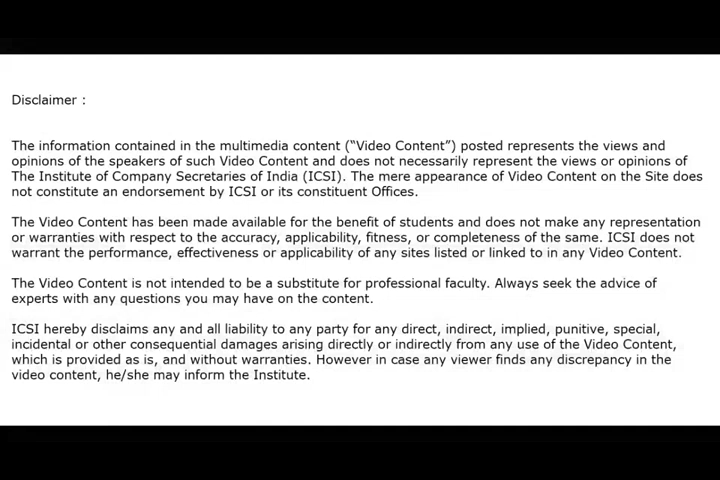 Disclaimer :
The information contained in the multimedia content (“Video Content”) posted represents the views and
opinions of the speakers of such Video Content and does not necessarily represent the views or opinions of
The Institute of Company Secretaries of India (ICSI). The mere appearance of Video Content on the Site does
not constitute an endorsement by ICSI or its constituent Offices.
The Video Content has been made available for the benefit of students and does not make any representation
or warranties with respect to the accuracy, applicability, fitness, or completeness of the same. ICSI does not
warrant the performance, effectiveness or applicability of any sites listed or linked to in any Video Content.
The Video Content is not intended to be a substitute for professional faculty. Always seek the advice of
experts with any questions you may have on the content.
ICSI hereby disclaims any and all liability to any party for any direct, indirect, implied, punitive, special,
incidental or other consequential damages arising directly or indirectly from any use of the Video Content,
which is provided as is, and without warranties. However in case any viewer finds any discrepancy in the
video content, he/she may inform the Institute.